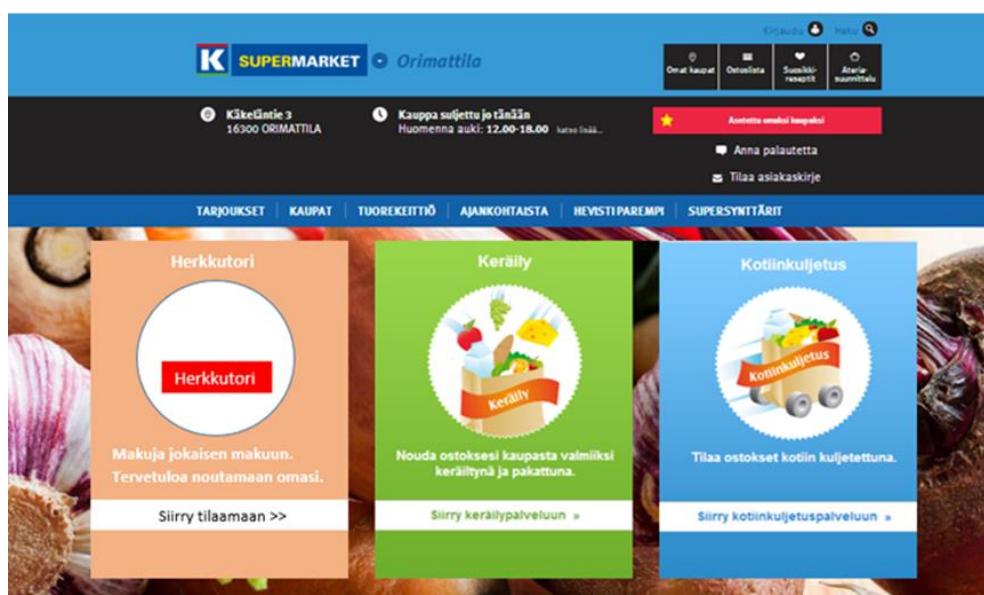 Kirjaudu Haku
K SUPERMARKET Orimattila
Omat kaupat
Ostoslista
Suosikki-
reseptit
Ateria-
suunnittelu
Käkeläntie 3
16300 ORIMATTILA
Kauppa suljettu jo tänään
Huomenna auki: 12.00-18.00 katso lisää...
Asetetta omaksi kaupaksi
Anna palautetta
Tilaa asiakaskirje
TARJOUKSET KAUPAT TUOREKEITTIÖ AJANKOHTAISTA HEVISTI PAREMPI SUPERSYNTTÄRIT
Herkkutori
Herkkutori
Makuja jokaisen makuun.
Tervetuloa noutamaan omasi.
Siirry tilaamaan >>
Keräily
Keräily
Nouda ostoksesi kaupasta valmiiksi
keräiltynä ja pakattuna.
Siirry keräilypalveluun »
Kotiinkuljetus
Kotiinkuljetus
Tilaa ostokset kotiin kuljetettuna.
Siirry kotiinkuljetuspalveluun »